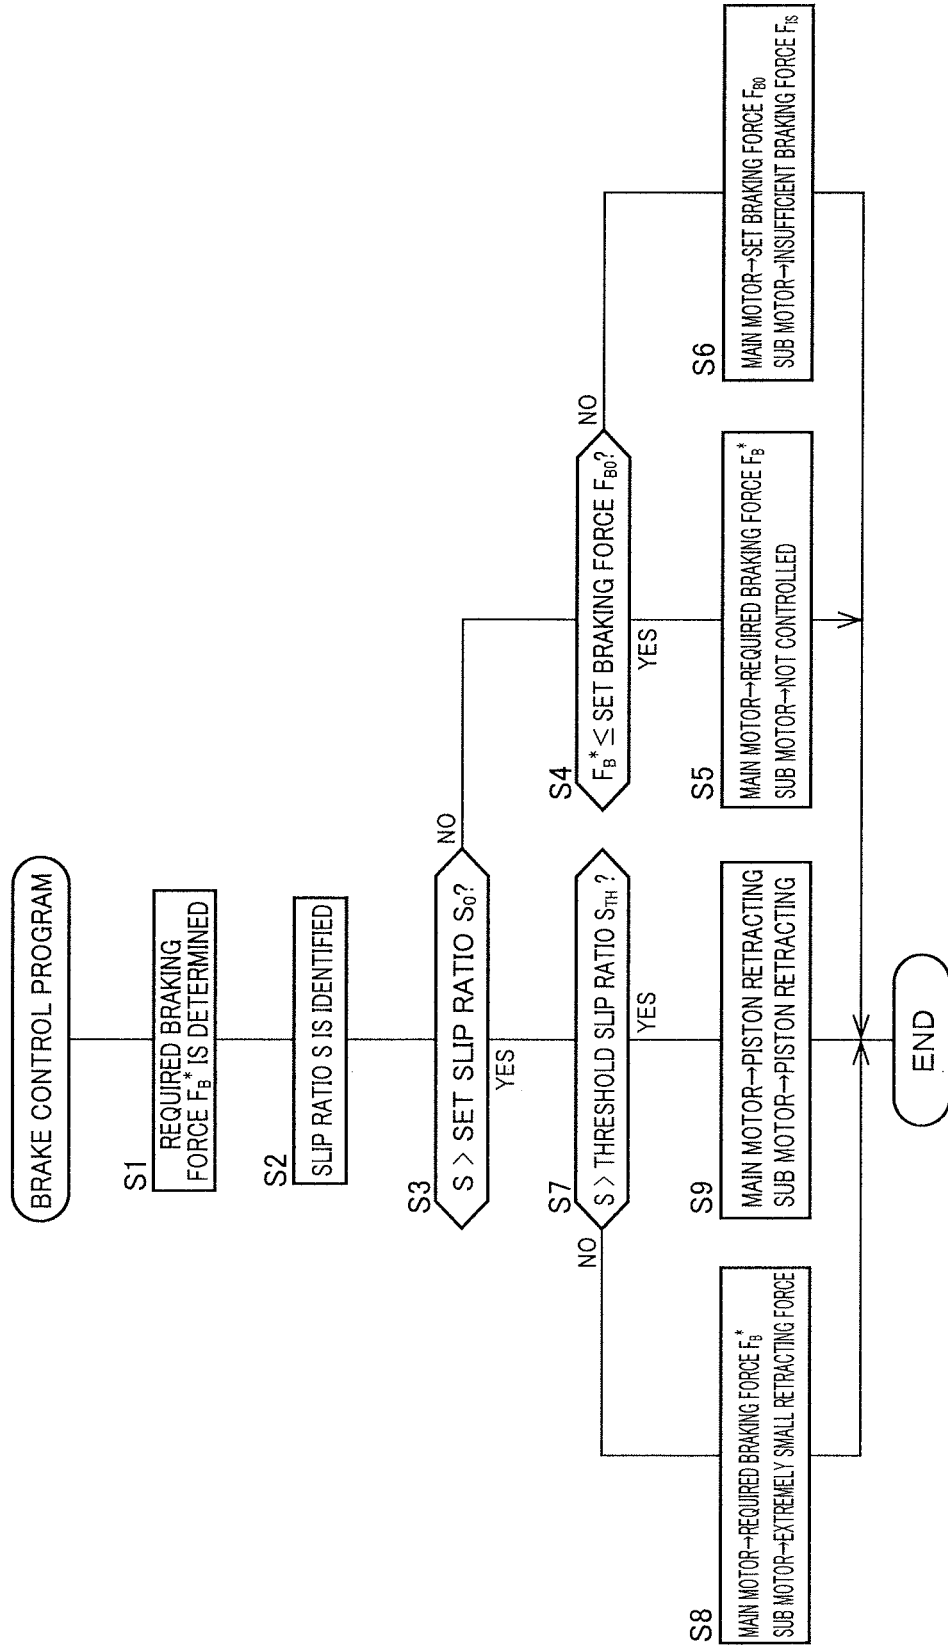 BRAKE CONTROL PROGRAM
S1
REQUIRED BRAKING
FORCE F_B* IS DETERMINED
S2
SLIP RATIO S IS IDENTIFIED
S3
S > SET SLIP RATIO S_0?
NO
YES
S7
S > THRESHOLD SLIP RATIO S_TH?
NO
YES
S4
F_B* ≦ SET BRAKING FORCE F_B0?
NO
YES
S8
MAIN MOTOR→REQUIRED BRAKING FORCE F_B*
SUB MOTOR→EXTREMELY SMALL RETRACTING FORCE
S9
MAIN MOTOR→PISTON RETRACTING
SUB MOTOR→PISTON RETRACTING
S5
MAIN MOTOR→REQUIRED BRAKING FORCE F_B*
SUB MOTOR→NOT CONTROLLED
S6
MAIN MOTOR→SET BRAKING FORCE F_B0
SUB MOTOR→INSUFFICIENT BRAKING FORCE F_IS
END